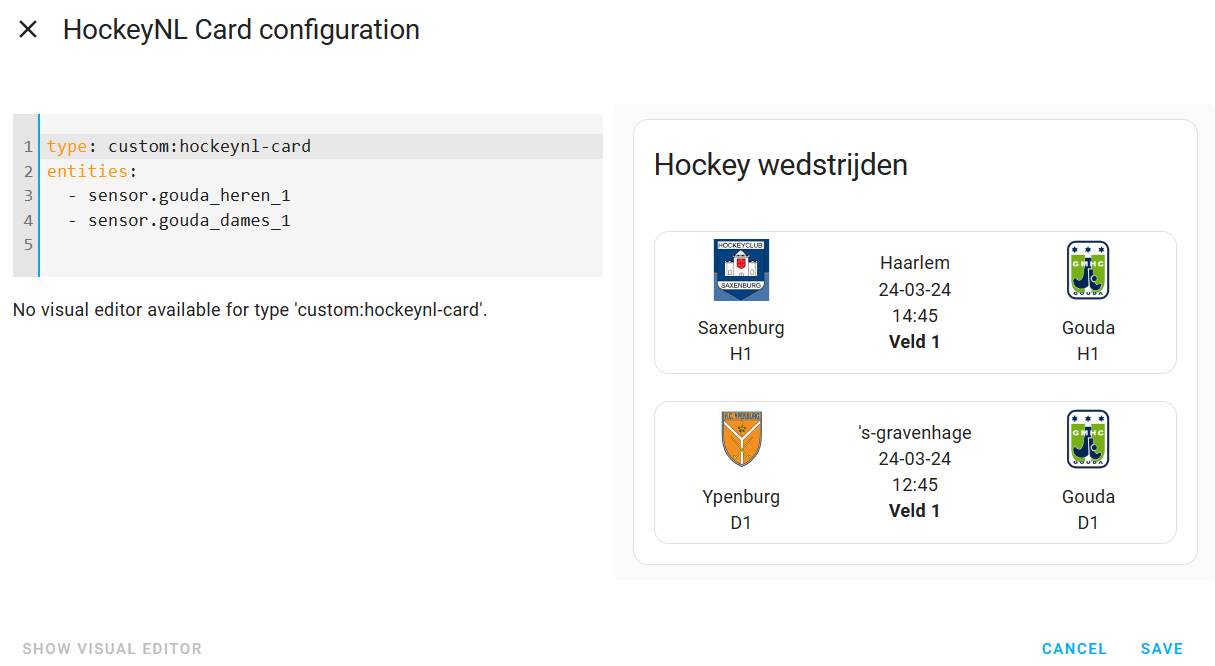 HockeyNL Card configuration
1 type: custom:hockeynl-card
2 entities:
3 - sensor.gouda_heren_1
4 - sensor.gouda_dames_1
5
No visual editor available for type 'custom:hockeynl-card'.
Hockey wedstrijden
HOCKEYCLUB
SAXENBURG
Saxenburg
H1
Haarlem
24-03-24
14:45
Veld 1
GMHC
GOUDA
Gouda
H1
H.C. YPENBURG
Ypenburg
D1
's-gravenhage
24-03-24
12:45
Veld 1
GMHC
GOUDA
Gouda
D1
SHOW VISUAL EDITOR
CANCEL
SAVE